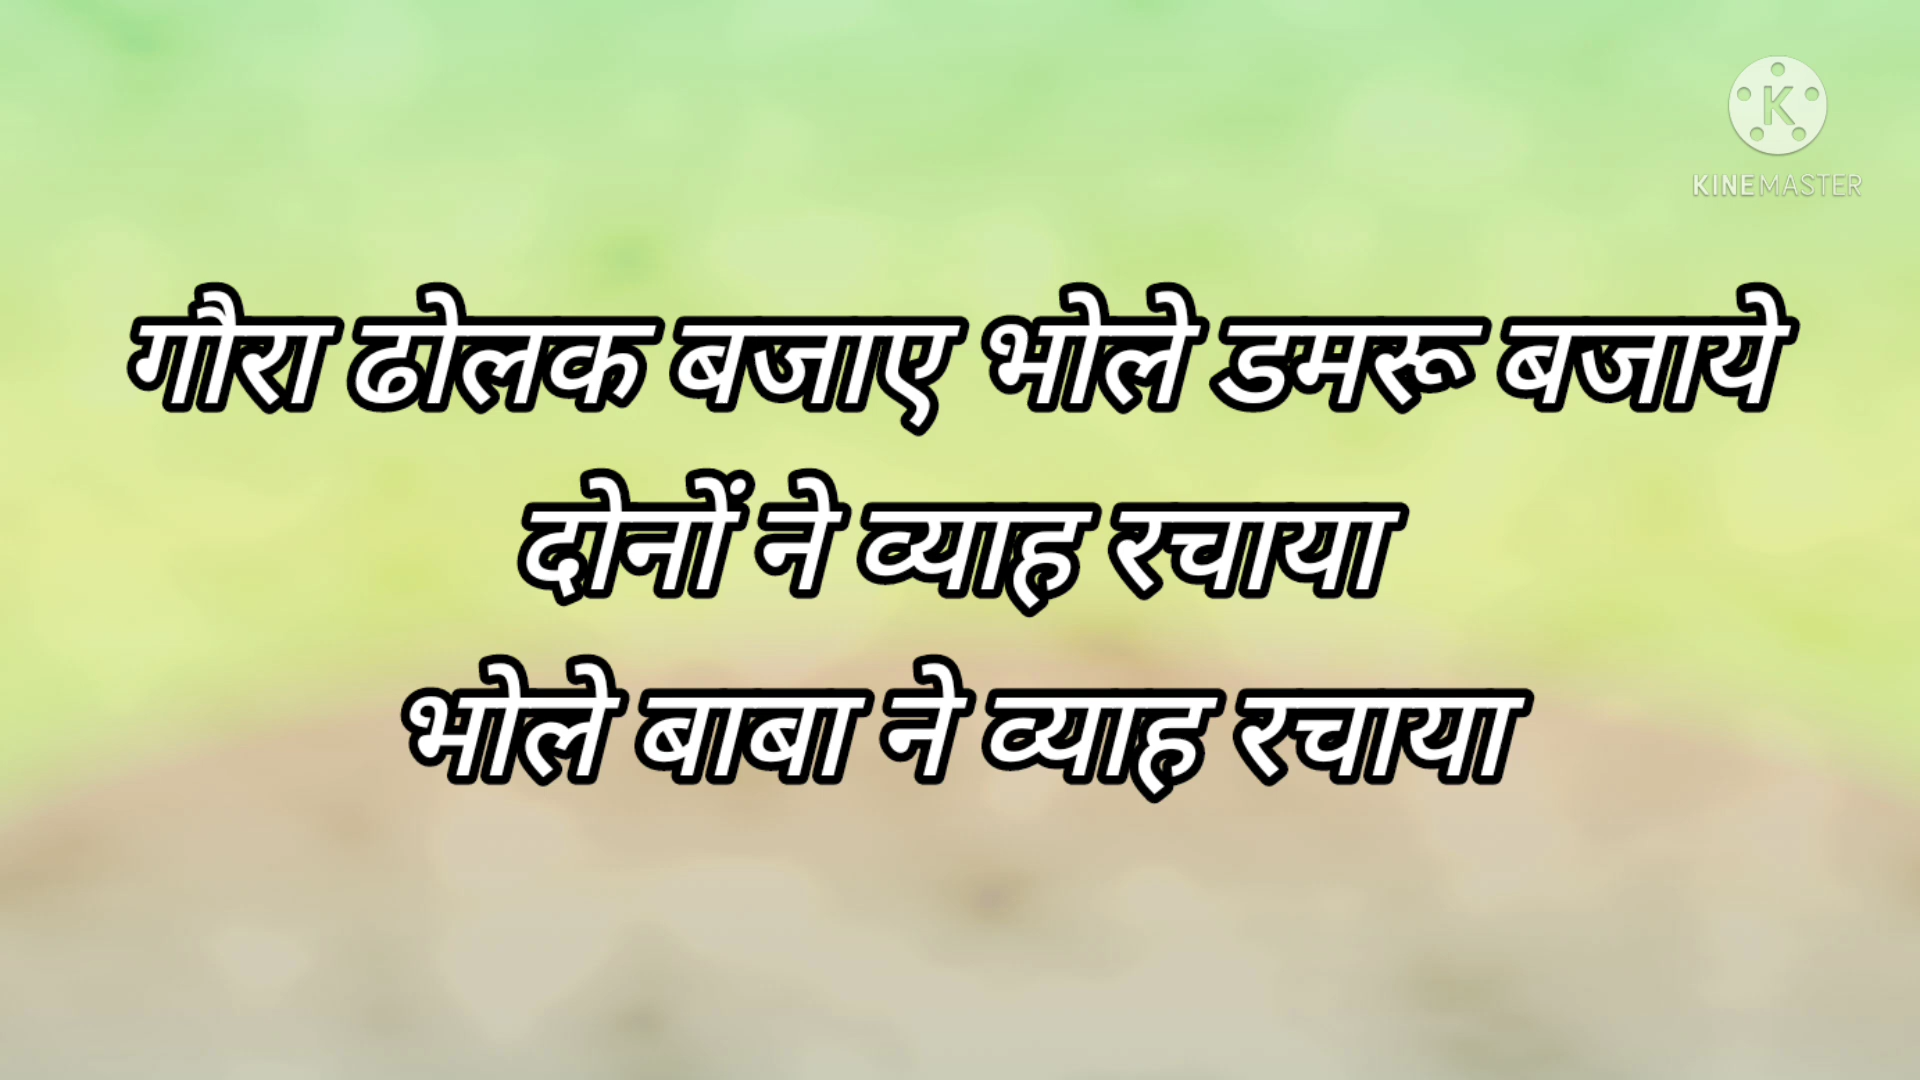 K
KINEMASTER
गौरा ढोलक बजाए भोले डमरू बजाये
दोनों ने व्याह रचाया
भोले बाबा ने व्याह रचाया